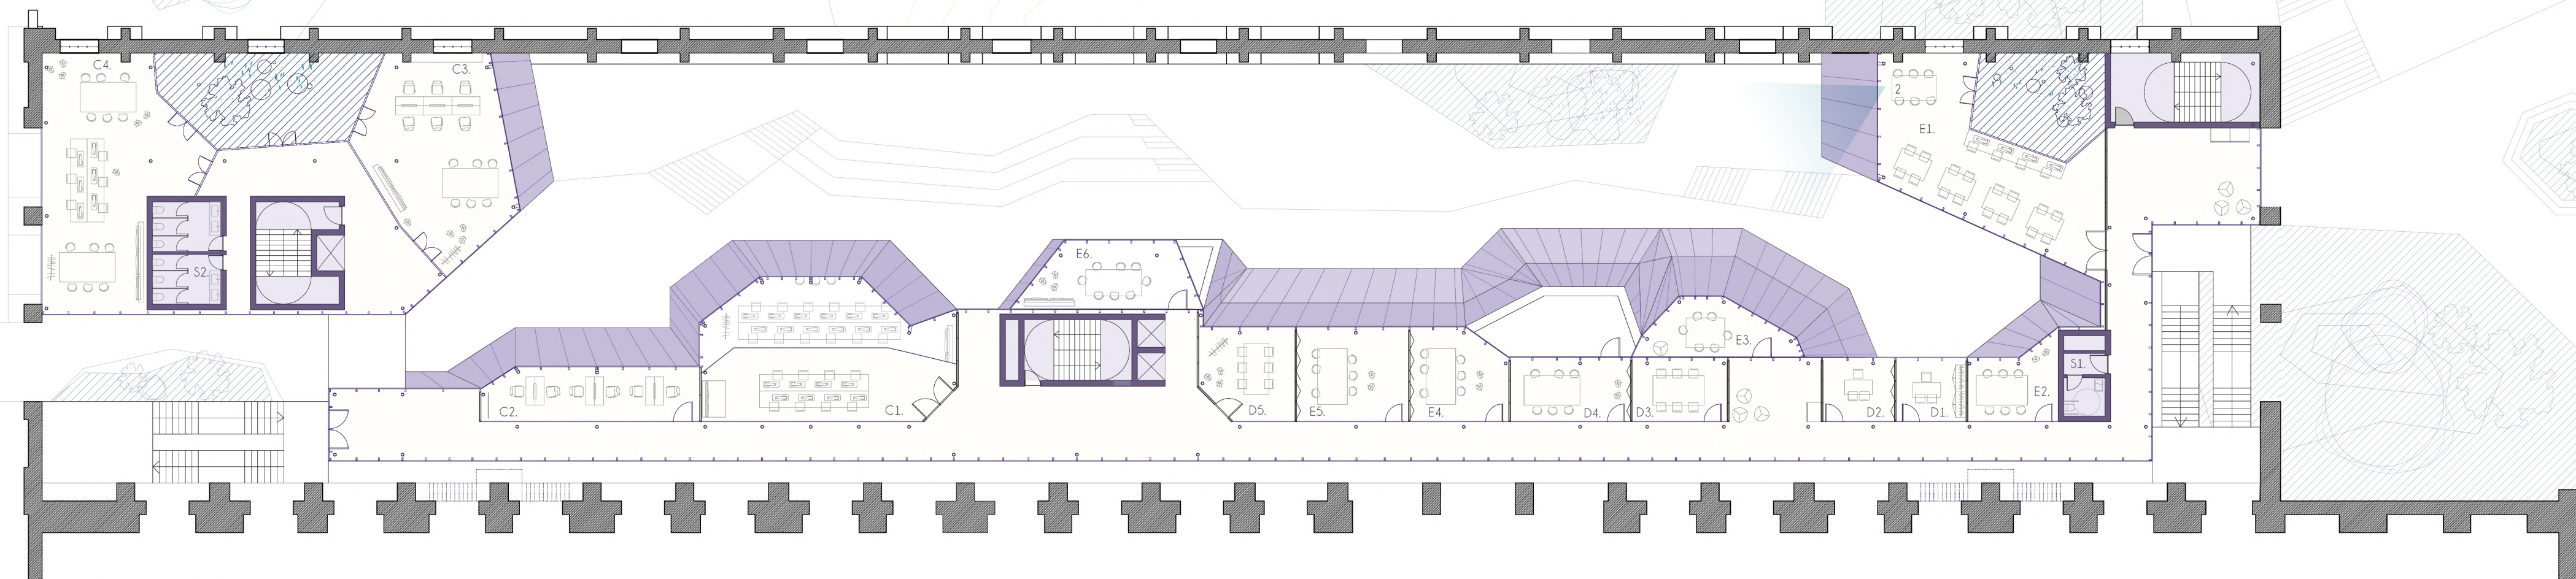 C4.
C3.
2
E1.
S2.
E6.
E3.
S1.
C2.
C1.
D5.
E5.
E4.
D4.
D3.
D2.
D1.
E2.